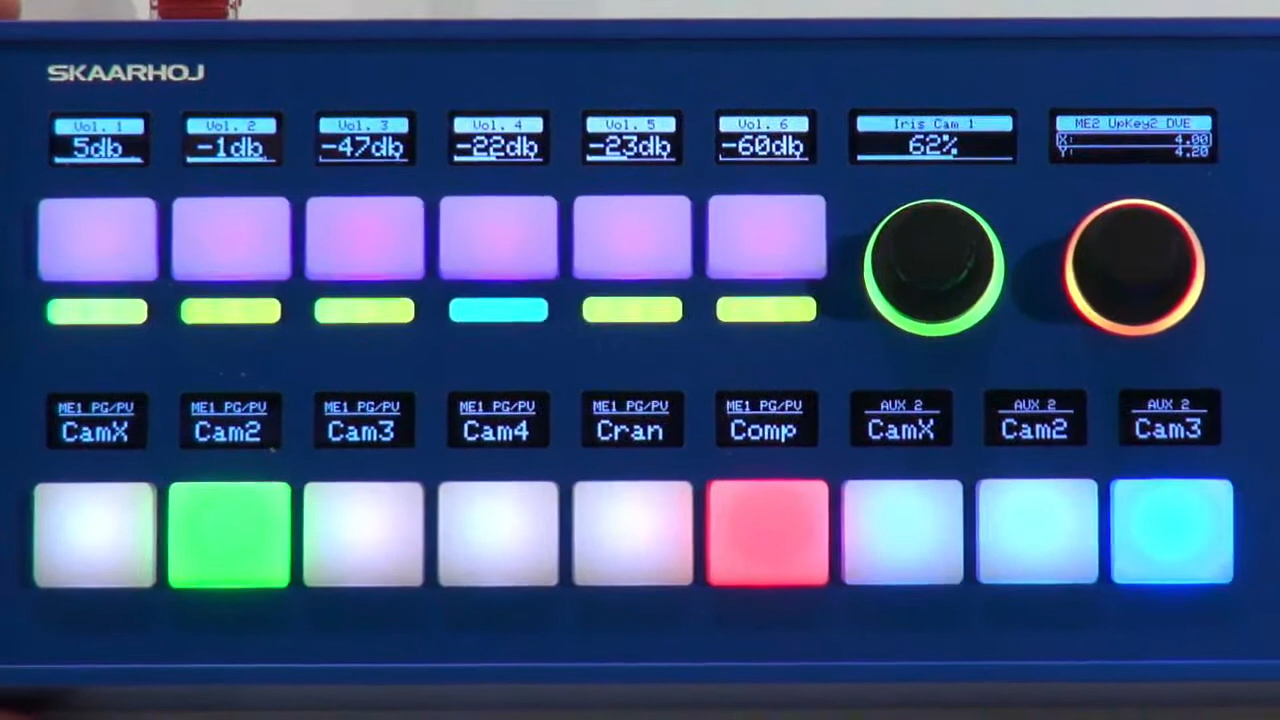 SKAARHOJ
Vol. 1
5db
Vol. 2
-1db
Vol. 3
-47db
Vol. 4
-22db
Vol. 5
-23db
Vol. 6
-60db
Iris Cam 1
62%
ME2 UpKey2 DVE
X: 4.00
Y: 4.20
ME1 PG/PV
CamX
ME1 PG/PV
Cam2
ME1 PG/PV
Cam3
ME1 PG/PV
Cam4
ME1 PG/PV
Cran
ME1 PG/PV
Comp
AUX 2
CamX
AUX 2
Cam2
AUX 2
Cam3